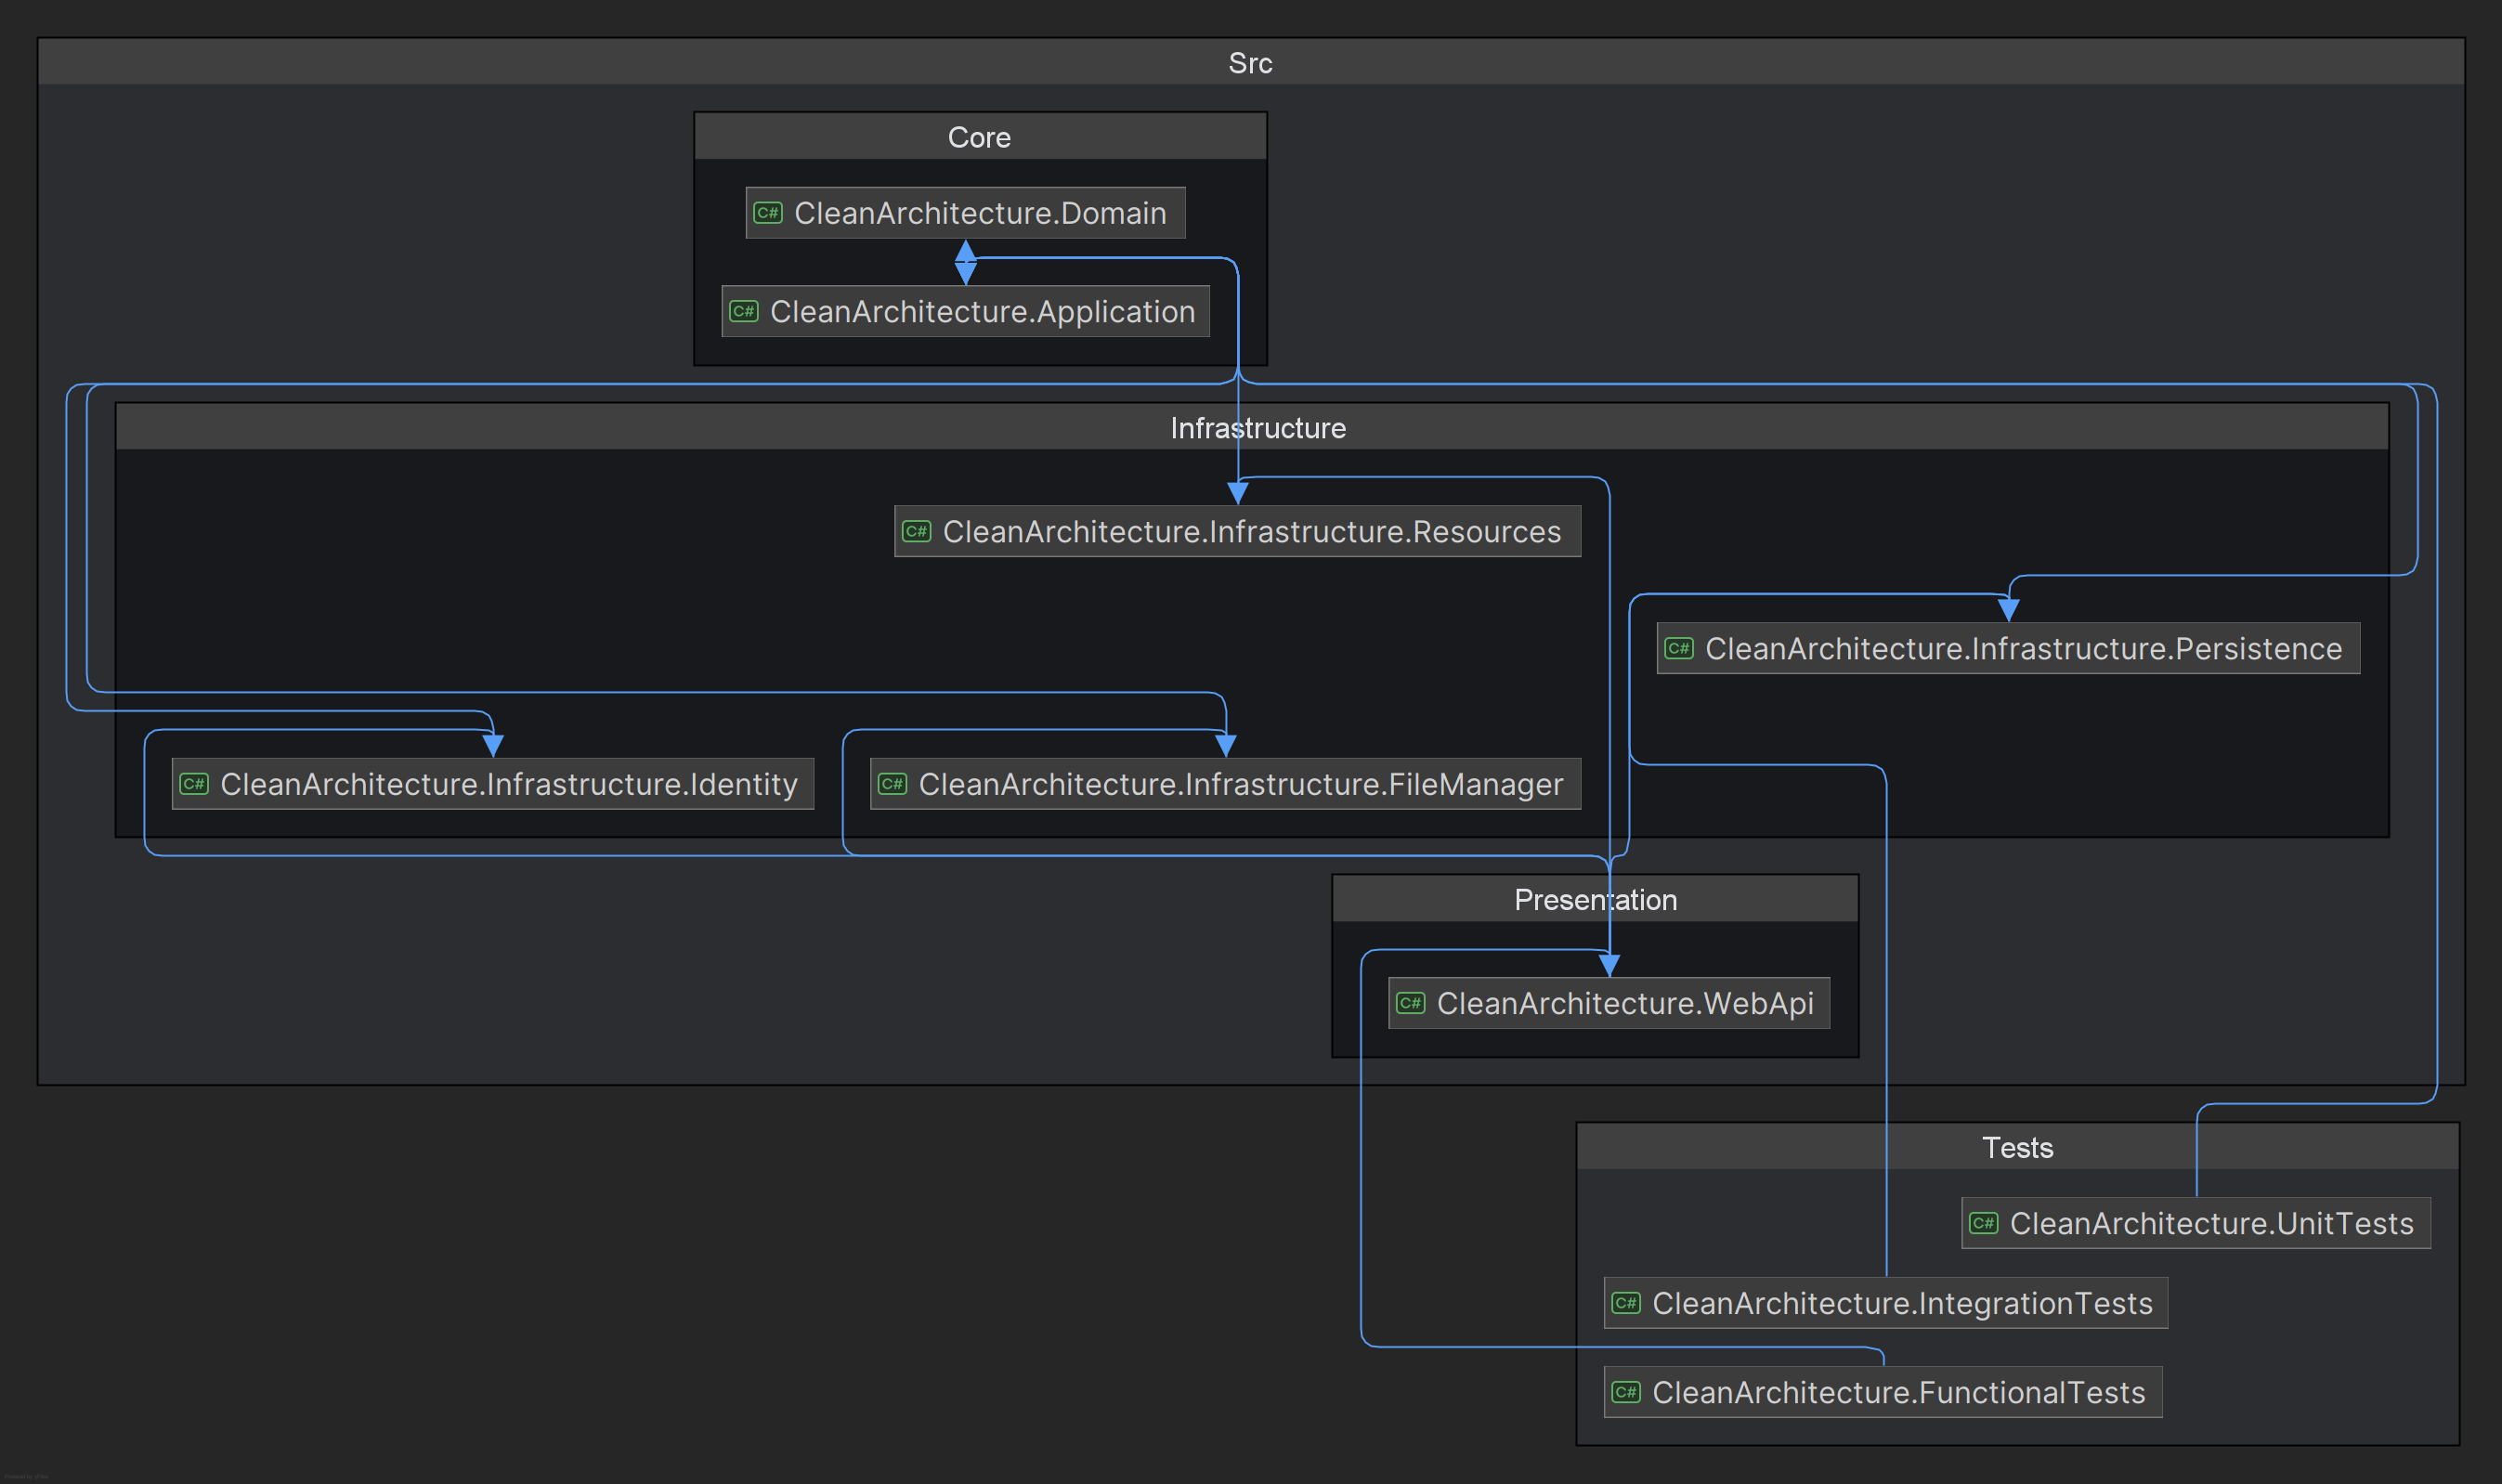 Src
Core
C# CleanArchitecture.Domain
C# CleanArchitecture.Application
Infrastructure
C# CleanArchitecture.Infrastructure.Resources
C# CleanArchitecture.Infrastructure.Persistence
C# CleanArchitecture.Infrastructure.Identity
C# CleanArchitecture.Infrastructure.FileManager
Presentation
C# CleanArchitecture.WebApi
Tests
C# CleanArchitecture.UnitTests
C# CleanArchitecture.IntegrationTests
C# CleanArchitecture.FunctionalTests